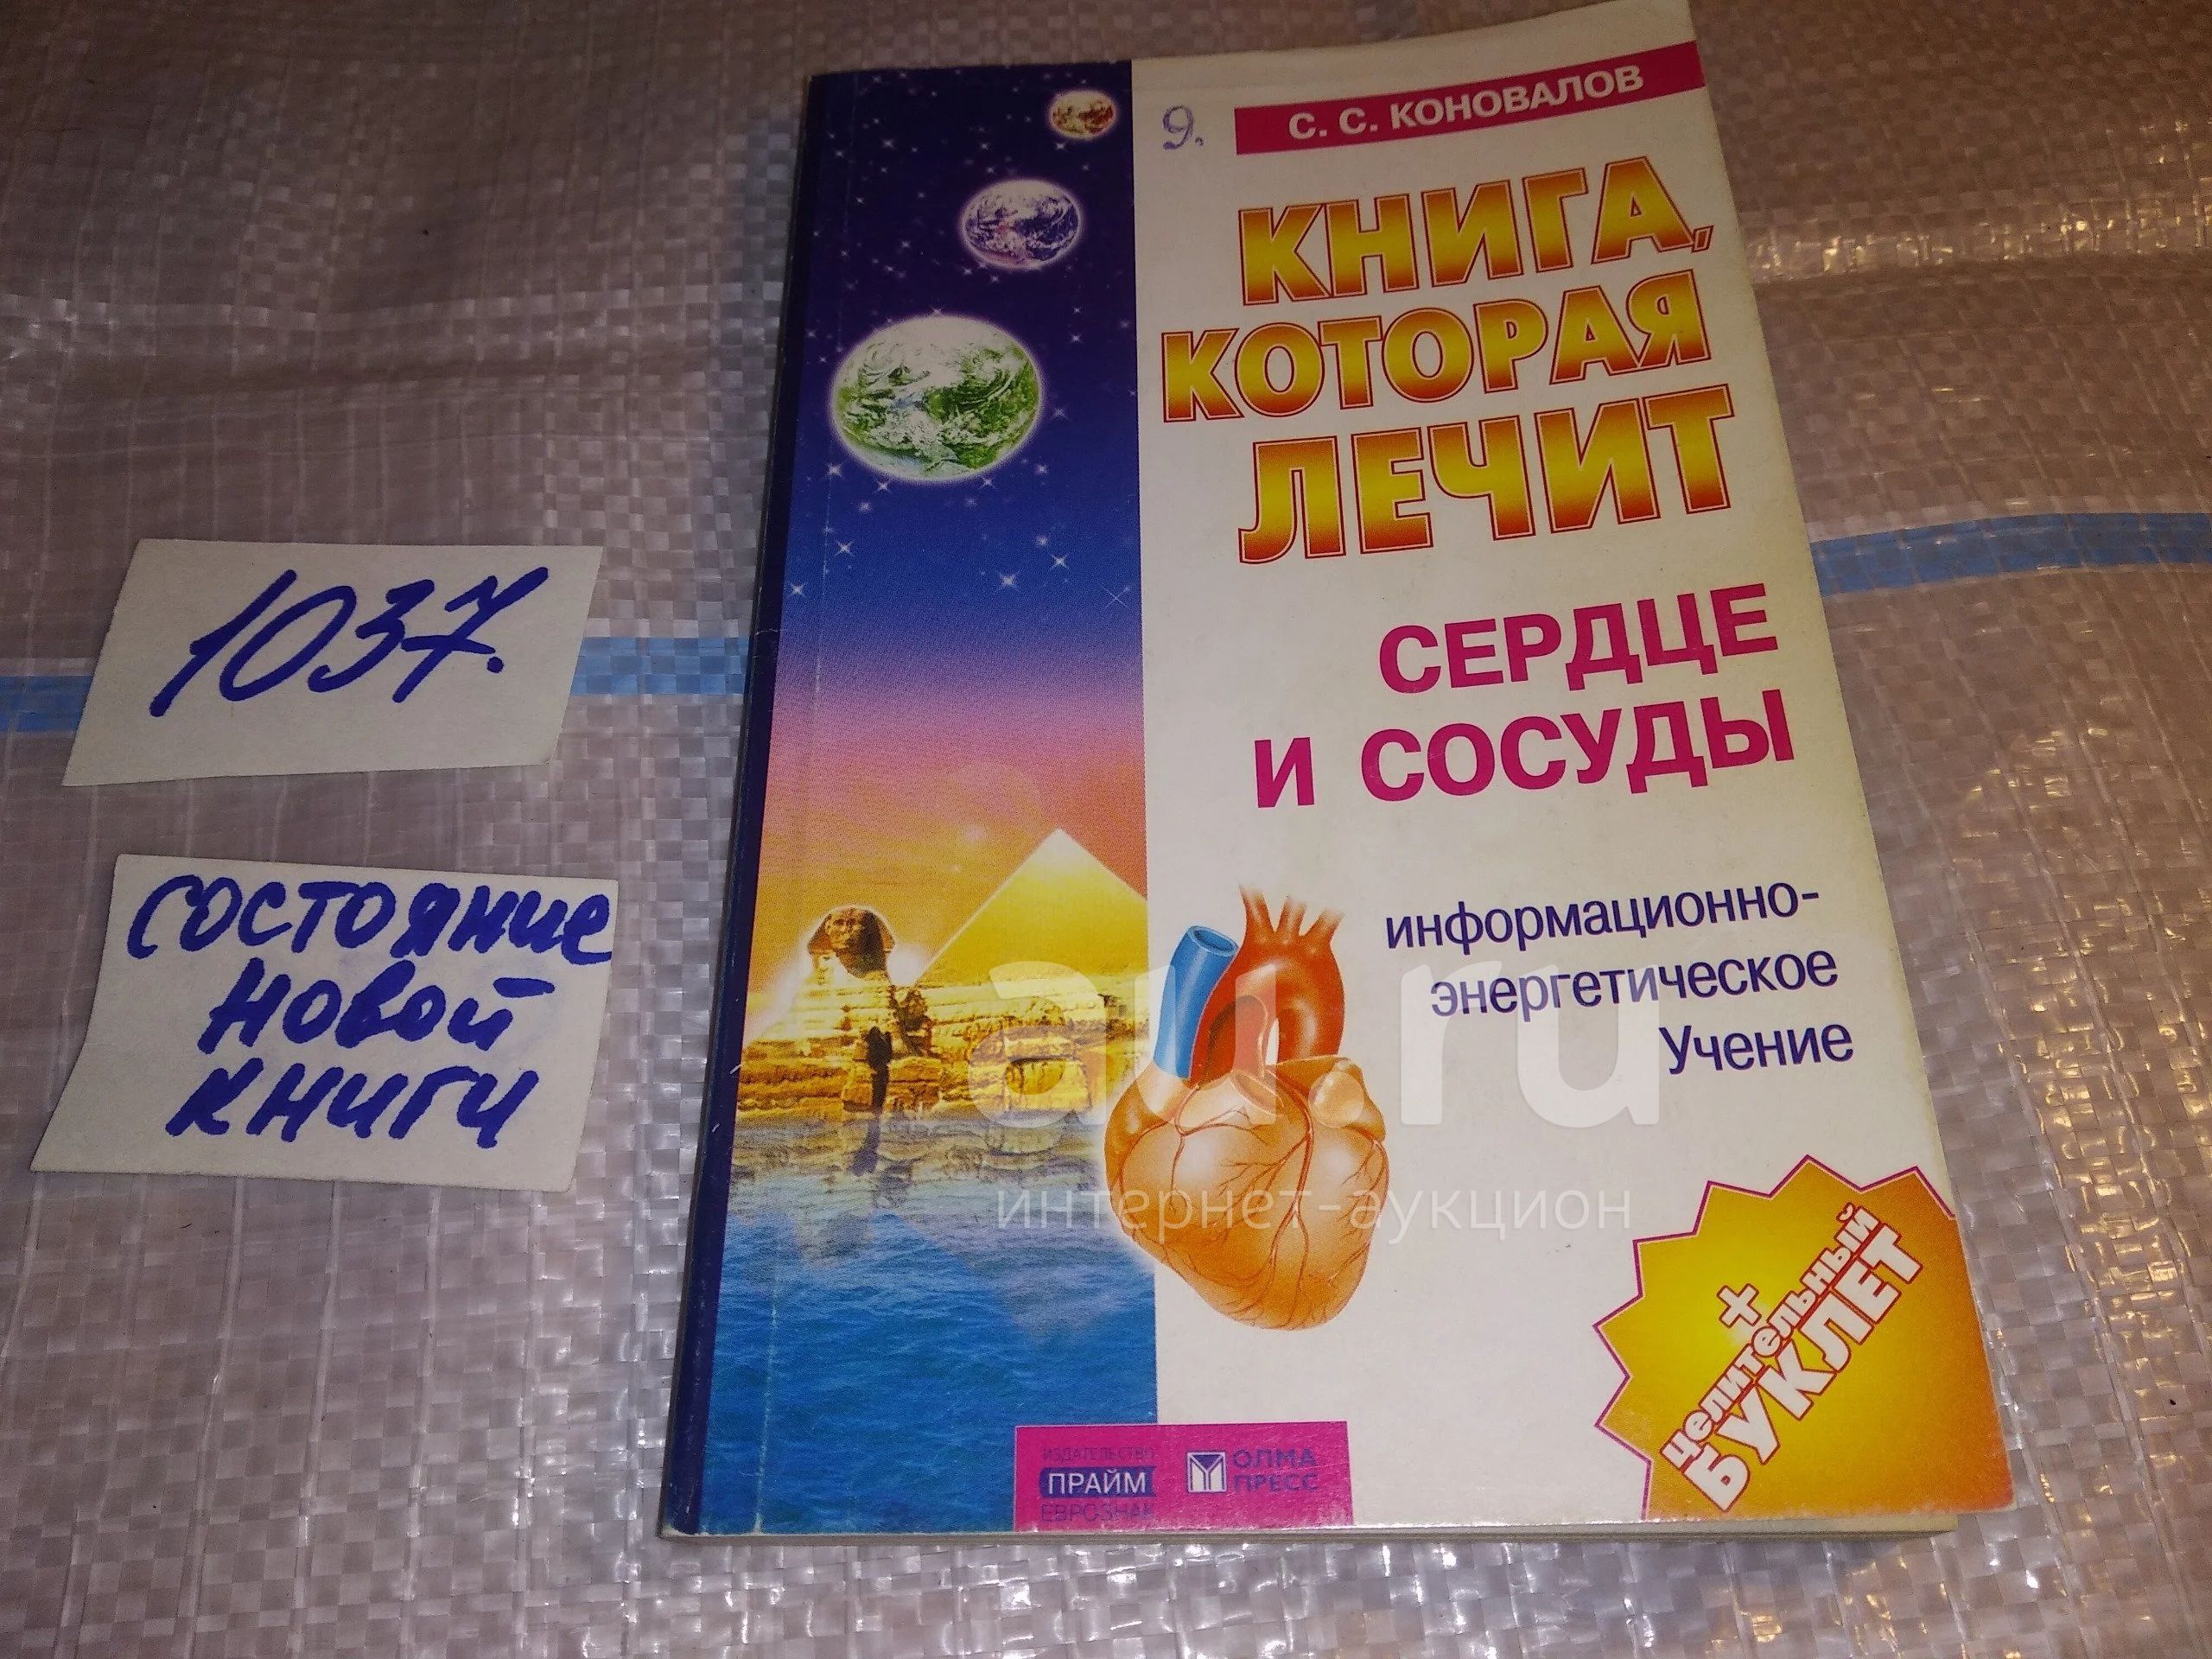 1037.
состояние
новой
книги
9.
С. С. КОНОВАЛОВ
КНИГА,
КОТОРАЯ
ЛЕЧИТ
СЕРДЦЕ
И СОСУДЫ
информационно-
энергетическое
Учение
au.ru
интернет-аукцион
+
целительный
БУКЛЕТ
ИЗДАТЕЛЬСТВО
ПРАЙМ
ЕВРОЗНАК
ОЛМА
ПРЕСС